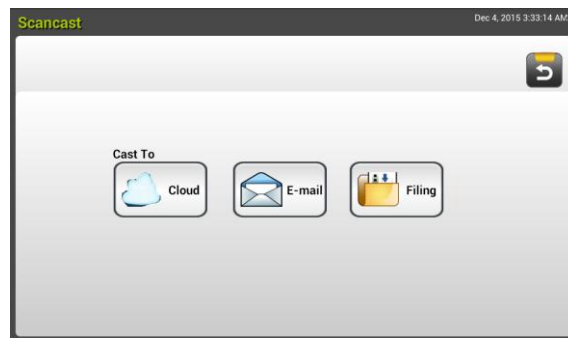 Scancast
Dec 4, 2015 3:33:14 AM
Cast To
Cloud
E-mail
Filing